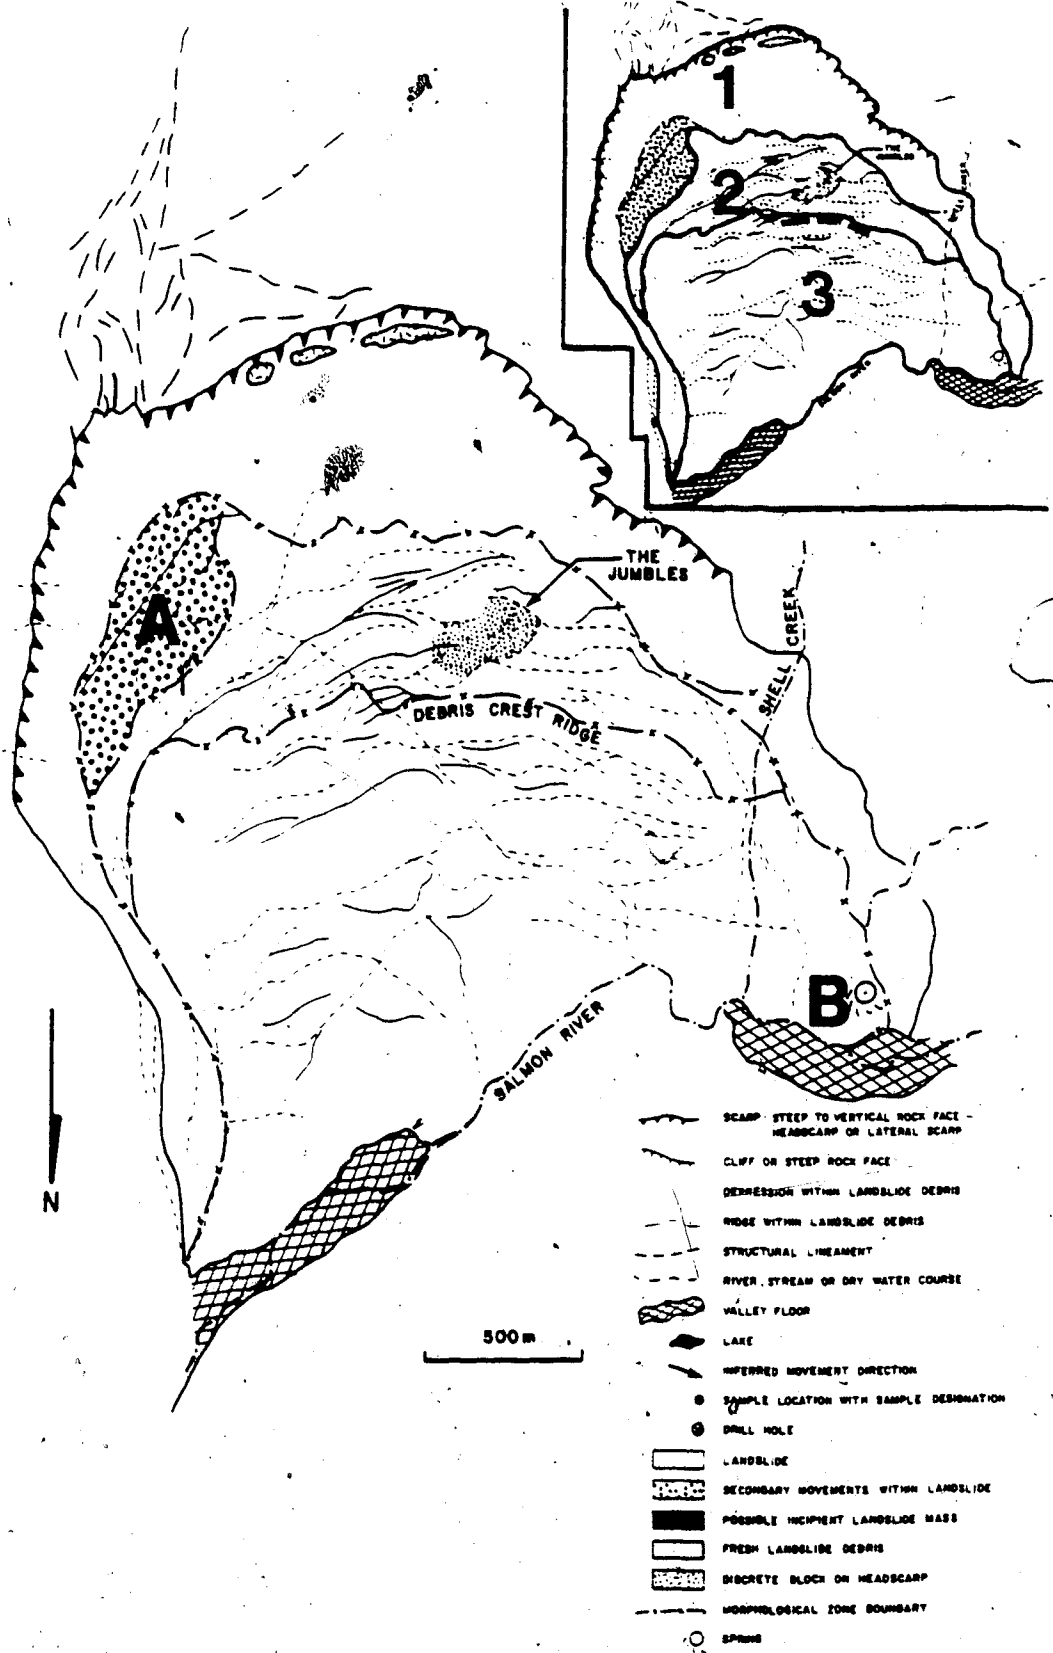 1
THE
JUMBLES
2
3
THE
JUMBLES
A
SHELL CREEK
DEBRIS CREST RIDGE
B
SALMON RIVER
N
500m
SCARP STEEP TO VERTICAL ROCK FACE -
HEADSCARP OR LATERAL SCARP
CLIFF OR STEEP ROCK FACE
DEPRESSION WITHIN LANDSLIDE DEBRIS
RIDGE WITHIN LANDSLIDE DEBRIS
STRUCTURAL LINEAMENT
RIVER, STREAM OR DRY WATER COURSE
VALLEY FLOOR
LAKE
INFERRED MOVEMENT DIRECTION
SAMPLE LOCATION WITH SAMPLE DESIGNATION
DRILL HOLE
LANDSLIDE
SECONDARY MOVEMENTS WITHIN LANDSLIDE
POSSIBLE INCIPIENT LANDSLIDE MASS
FRESH LANDSLIDE DEBRIS
DISCRETE BLOCK ON HEADSCARP
MORPHOLOGICAL ZONE BOUNDARY
SPRING